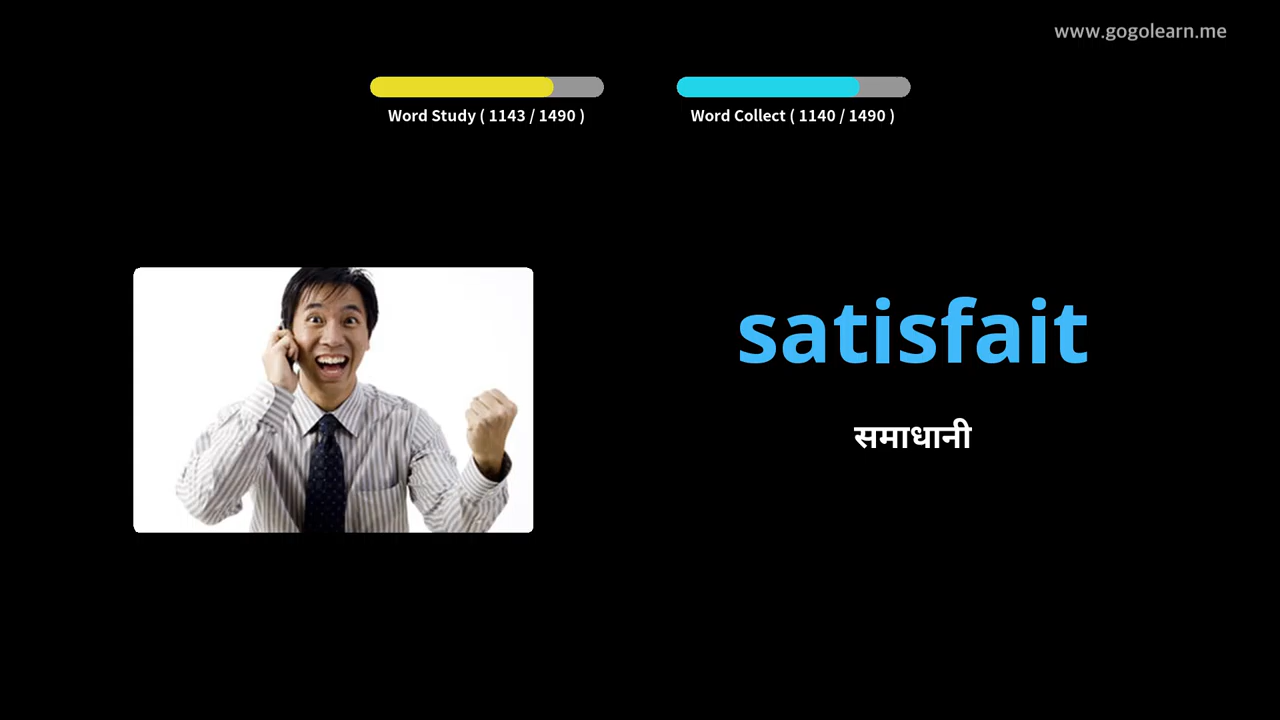 www.gogolearn.me
Word Study ( 1143 / 1490 )
Word Collect ( 1140 / 1490 )
satisfait
समाधानी